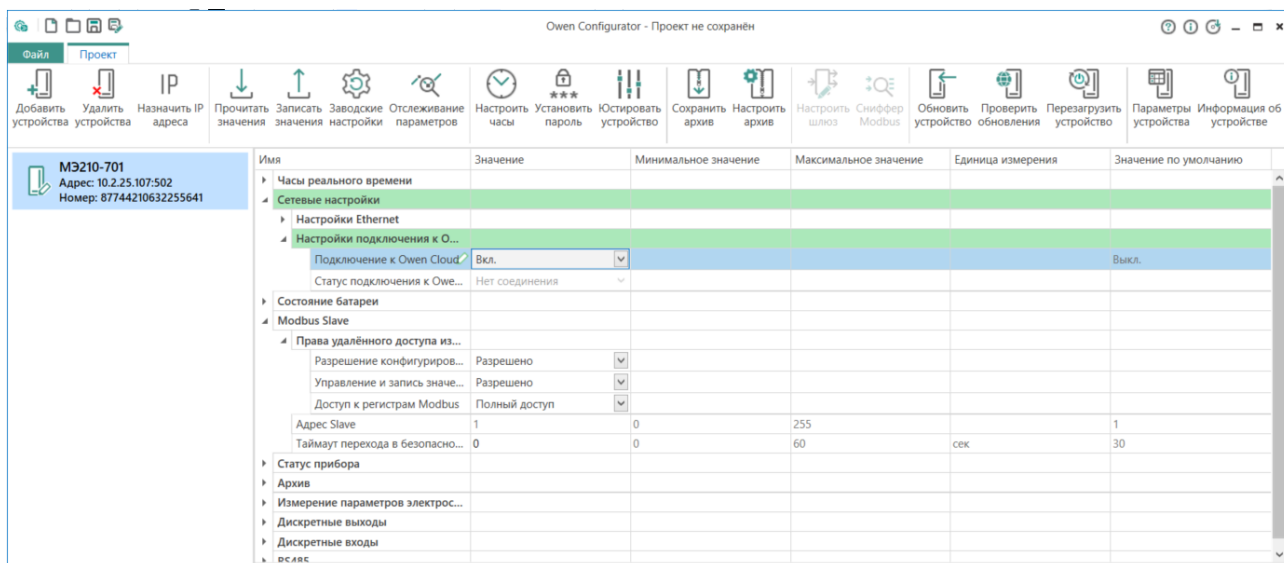 Owen Configurator - Проект не сохранён
Файл Проект
Добавить устройства
Удалить устройства
IP
Назначить IP адреса
Прочитать значения
Записать значения
Заводские настройки
Отслеживание параметров
Настроить часы
Установить пароль
Юстировать устройство
Сохранить архив
Настроить архив
Настроить шлюз
Сниффер Modbus
Обновить устройство
Проверить обновления
Перезагрузить устройство
Параметры устройства
Информация об устройстве
МЭ210-701
Адрес: 10.2.25.107:502
Номер: 87744210632255641
Имя Значение Минимальное значение Максимальное значение Единица измерения Значение по умолчанию
Часы реального времени
Сетевые настройки
Настройки Ethernet
Настройки подключения к O...
Подключение к Owen Cloud Вкл. Выкл.
Статус подключения к Owe... Нет соединения
Состояние батареи
Modbus Slave
Права удалённого доступа из...
Разрешение конфигуриров... Разрешено
Управление и запись значе... Разрешено
Доступ к регистрам Modbus Полный доступ
Адрес Slave 1 0 255 1
Таймаут перехода в безопасно... 0 0 60 сек 30
Статус прибора
Архив
Измерение параметров электрос...
Дискретные выходы
Дискретные входы
RS485